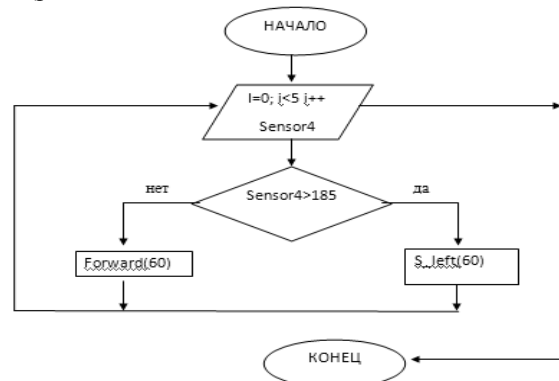 НАЧАЛО
I=0; i<5 i++
Sensor4
Sensor4>185
нет
да
Forward(60)
S_left(60)
КОНЕЦ